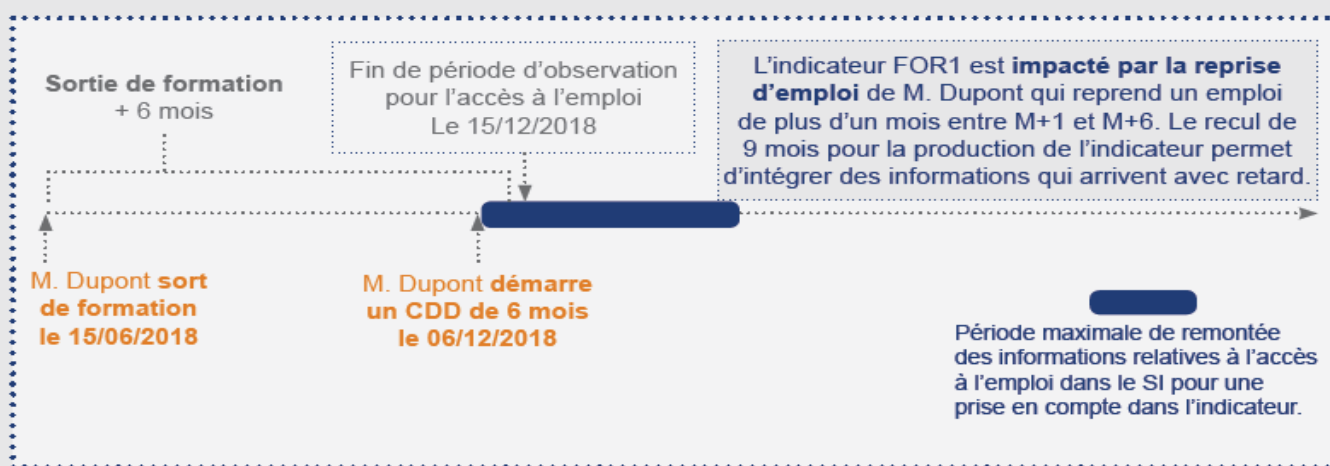 Sortie de formation
+ 6 mois
Fin de période d'observation
pour l'accès à l'emploi
Le 15/12/2018
L'indicateur FOR1 est impacté par la reprise
d'emploi de M. Dupont qui reprend un emploi
de plus d'un mois entre M+1 et M+6. Le recul de
9 mois pour la production de l'indicateur permet
d'intégrer des informations qui arrivent avec retard.
M. Dupont sort
de formation
le 15/06/2018
M. Dupont démarre
un CDD de 6 mois
le 06/12/2018
Période maximale de remontée
des informations relatives à l'accès
à l'emploi dans le SI pour une
prise en compte dans l'indicateur.